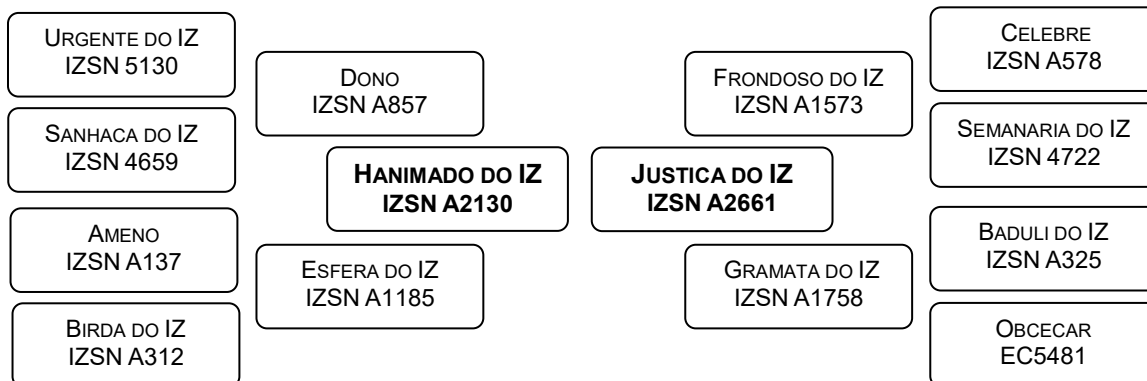 URGENTE DO IZ
IZSN 5130
SANHACA DO IZ
IZSN 4659
AMENO
IZSN A137
BIRDA DO IZ
IZSN A312
DONO
IZSN A857
ESFERA DO IZ
IZSN A1185
HANIMADO DO IZ
IZSN A2130
JUSTICA DO IZ
IZSN A2661
FRONDOSO DO IZ
IZSN A1573
GRAMATA DO IZ
IZSN A1758
CELEBRE
IZSN A578
SEMANARIA DO IZ
IZSN 4722
BADULI DO IZ
IZSN A325
OBCECAR
EC5481